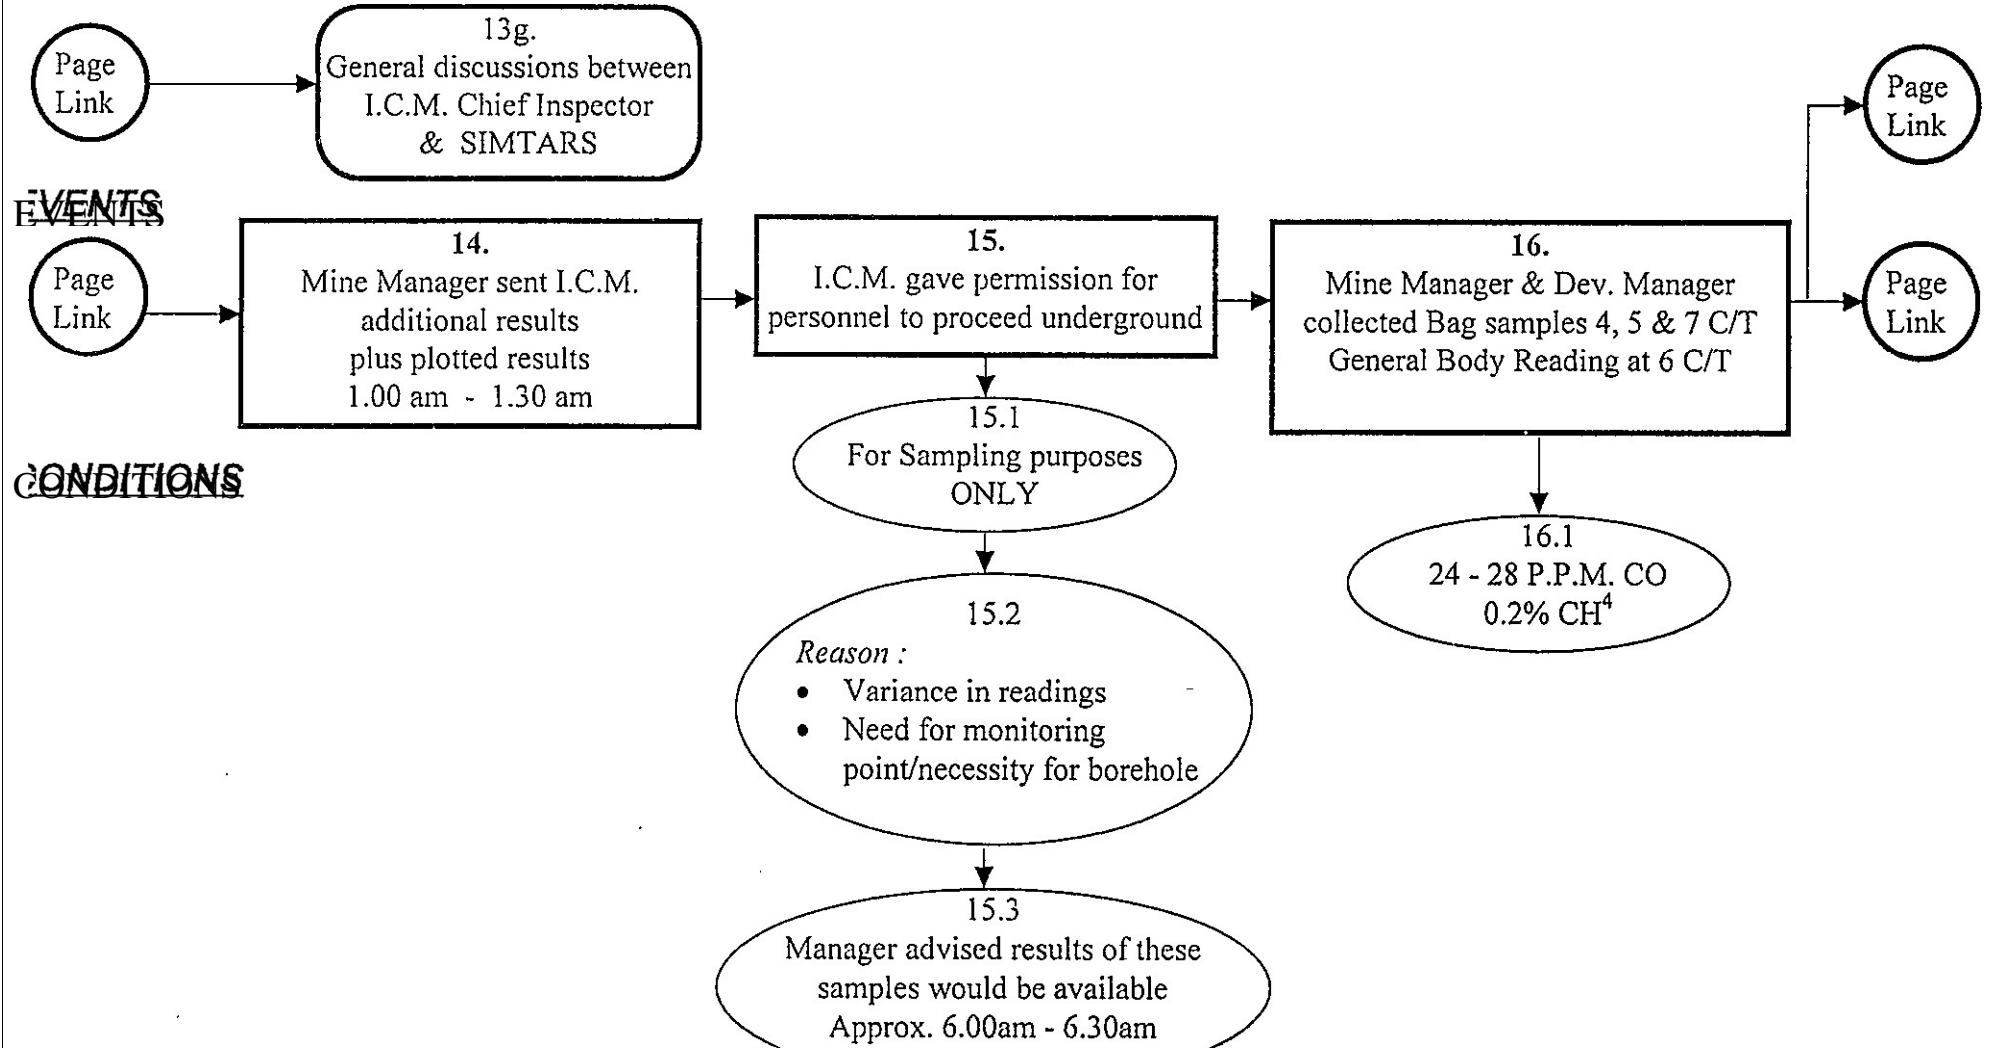 Page
Link
13g.
General discussions between
I.C.M. Chief Inspector
& SIMTARS
Page
Link
EVENTS
Page
Link
14.
Mine Manager sent I.C.M.
additional results
plus plotted results
1.00 am - 1.30 am
15.
I.C.M. gave permission for
personnel to proceed underground
16.
Mine Manager & Dev. Manager
collected Bag samples 4, 5 & 7 C/T
General Body Reading at 6 C/T
Page
Link
CONDITIONS
15.1
For Sampling purposes
ONLY
16.1
24 - 28 P.P.M. CO
0.2% CH⁴
15.2
Reason :
• Variance in readings
• Need for monitoring
point/necessity for borehole
15.3
Manager advised results of these
samples would be available
Approx. 6.00am - 6.30am